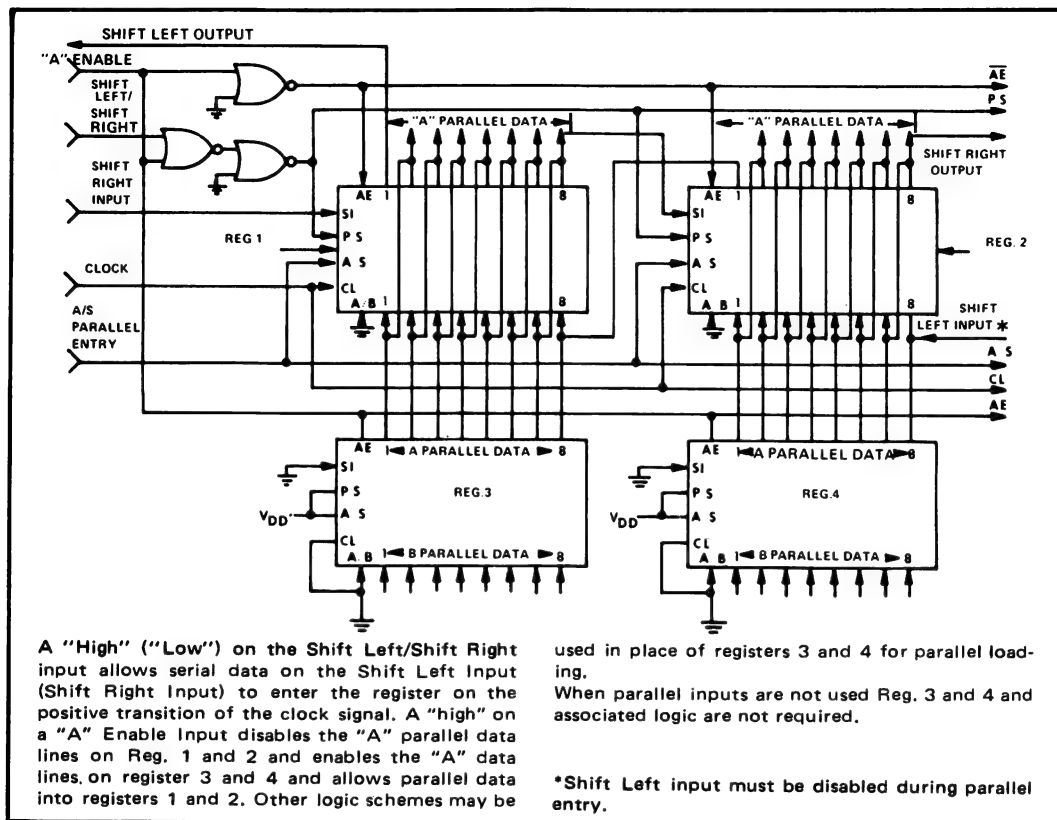 SHIFT LEFT OUTPUT
"A" ENABLE
SHIFT
LEFT/
SHIFT
RIGHT
SHIFT
RIGHT
INPUT
CLOCK
A/S
PARALLEL
ENTRY
AE
PS
"A" PARALLEL DATA
"A" PARALLEL DATA
SHIFT RIGHT
OUTPUT
AE 1 8
SI
PS
REG 1
A S
CL
A/B 1 8
AE 1 8
SI
PS
A S
CL
A B 1 8
REG. 2
SHIFT
LEFT INPUT *
A S
CL
AE
AE 1 A PARALLEL DATA 8
SI
PS
REG.3
VDD
A S
CL
A B 1 B PARALLEL DATA 8
AE 1 A PARALLEL DATA 8
SI
PS
REG.4
VDD
A S
CL
A B 1 B PARALLEL DATA 8
A "High" ("Low") on the Shift Left/Shift Right
input allows serial data on the Shift Left Input
(Shift Right Input) to enter the register on the
positive transition of the clock signal. A "high" on
a "A" Enable Input disables the "A" parallel data
lines on Reg. 1 and 2 and enables the "A" data
lines. on register 3 and 4 and allows parallel data
into registers 1 and 2. Other logic schemes may be
used in place of registers 3 and 4 for parallel load-
ing.
When parallel inputs are not used Reg. 3 and 4 and
associated logic are not required.
*Shift Left input must be disabled during parallel
entry.